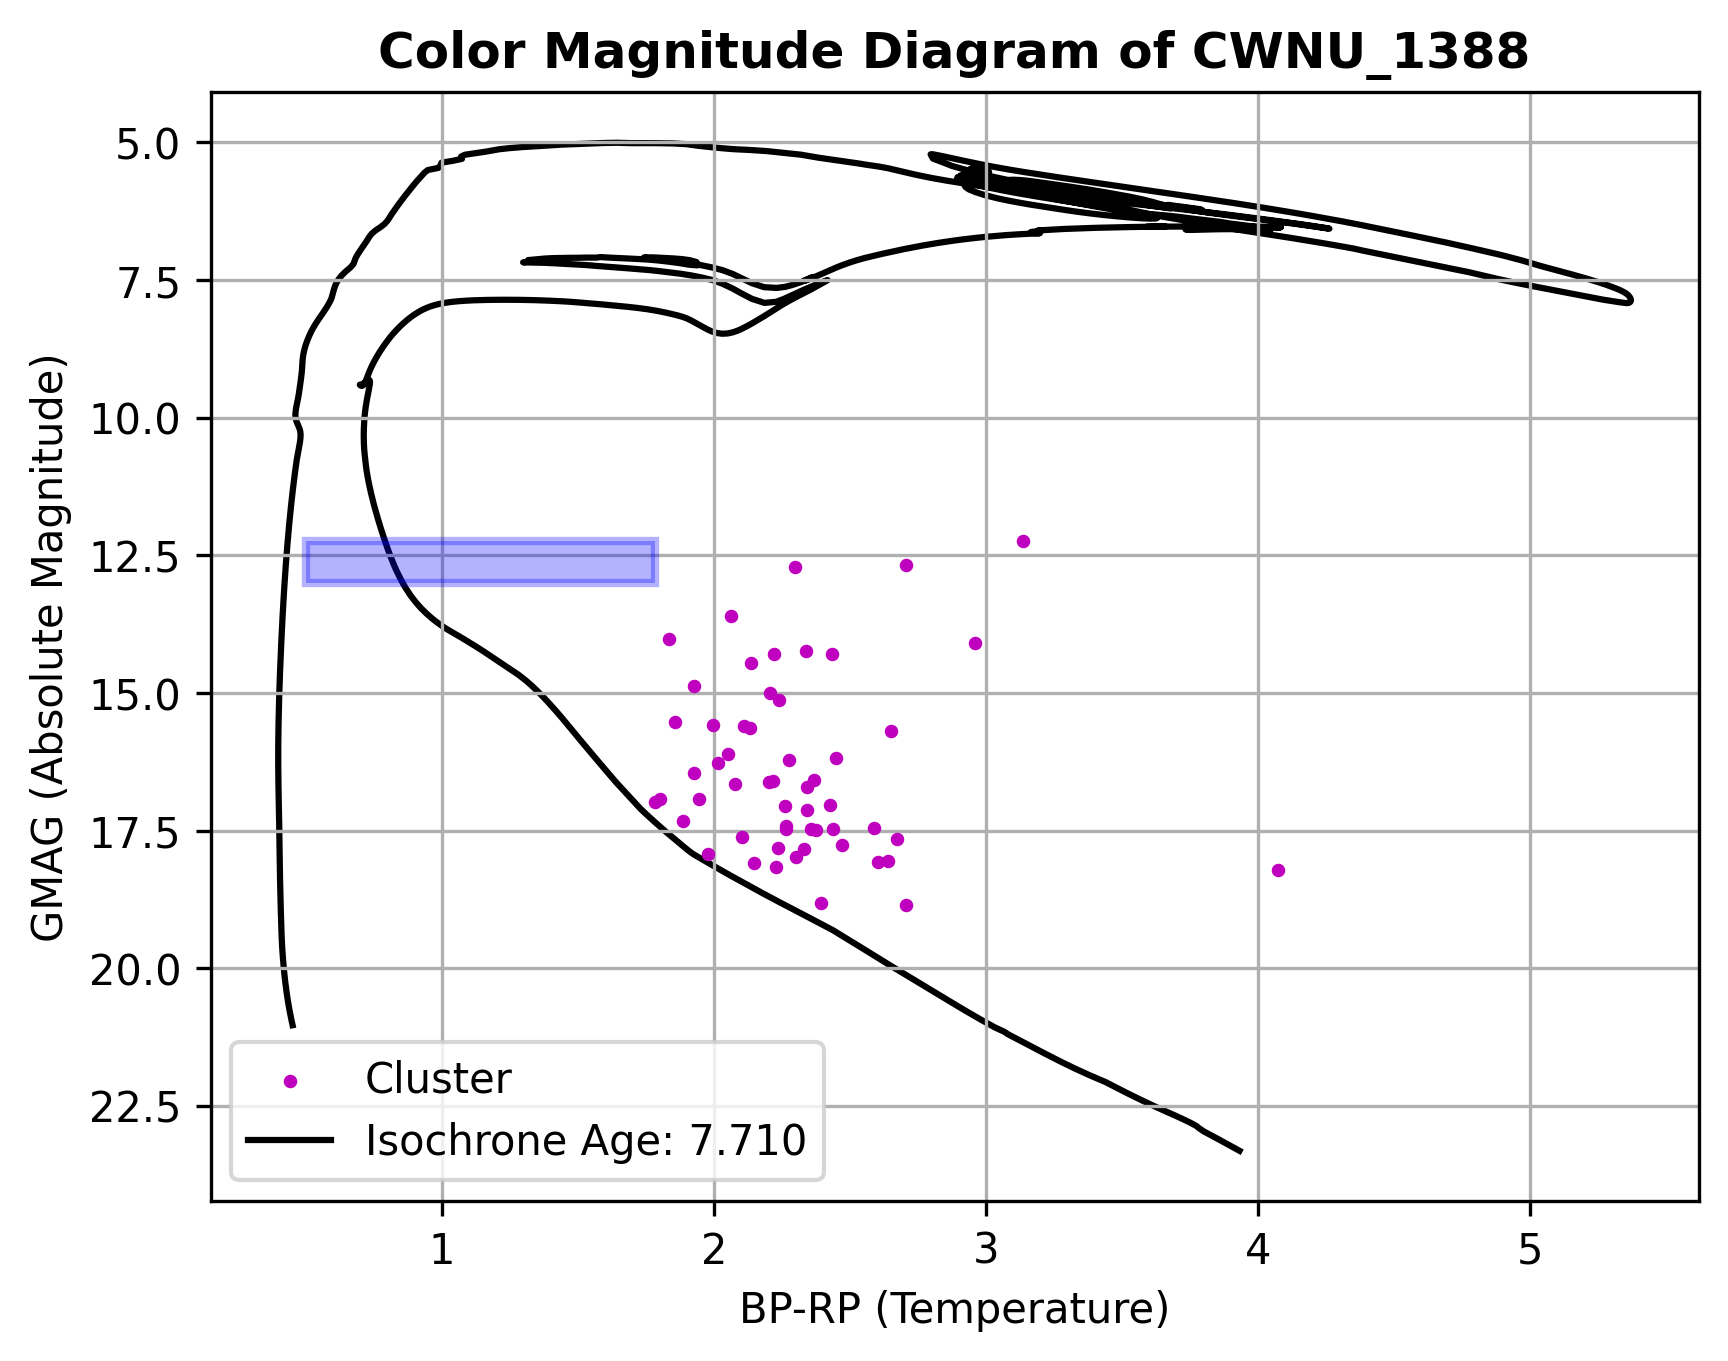 Color Magnitude Diagram of CWNU_1388
GMAG (Absolute Magnitude)
5.0
7.5
10.0
12.5
15.0
17.5
20.0
22.5
Cluster
Isochrone Age: 7.710
1 2 3 4 5
BP-RP (Temperature)